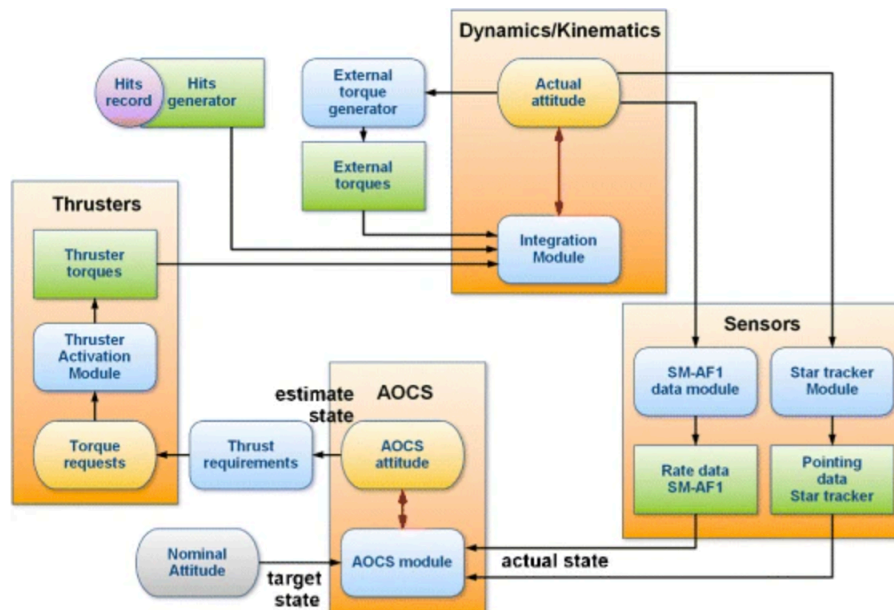 Dynamics/Kinematics
Hits
record
Hits
generator
External
torque
generator
Actual
attitude
External
torques
Integration
Module
Thrusters
Thruster
torques
Thruster
Activation
Module
Torque
requests
Thrust
requirements
estimate
state
AOCS
AOCS
attitude
AOCS module
Nominal
Attitude
target
state
actual state
Sensors
SM-AF1
data module
Star tracker
Module
Rate data
SM-AF1
Pointing
data
Star tracker